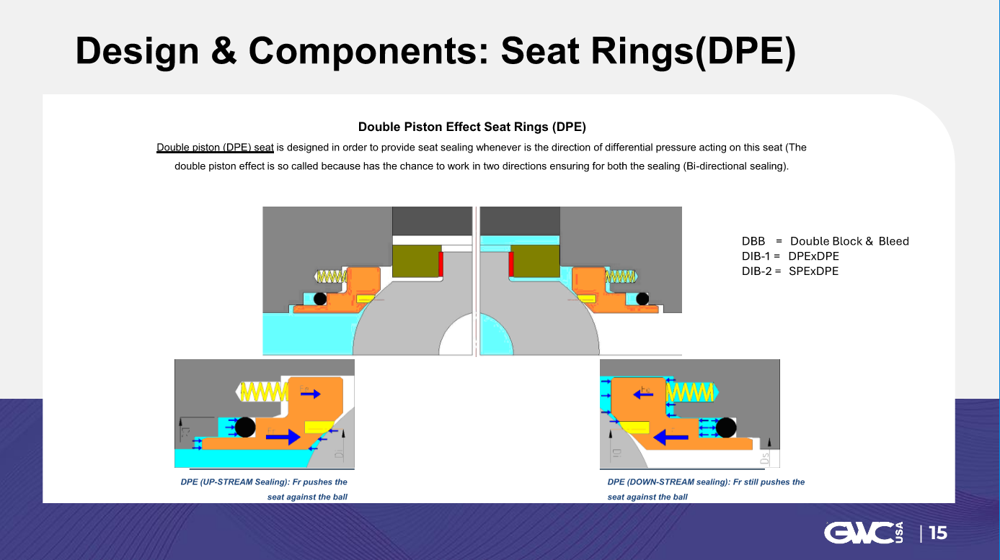 Design & Components: Seat Rings(DPE)
Double Piston Effect Seat Rings (DPE)
Double piston (DPE) seat is designed in order to provide seat sealing whenever is the direction of differential pressure acting on this seat (The
double piston effect is so called because has the chance to work in two directions ensuring for both the sealing (Bi-directional sealing).
DBB = Double Block & Bleed
DIB-1 = DPExDPE
DIB-2 = SPExDPE
Fr
Di
Di
Ds
DPE (UP-STREAM Sealing): Fr pushes the
seat against the ball
DPE (DOWN-STREAM sealing): Fr still pushes the
seat against the ball
GWC USA | 15